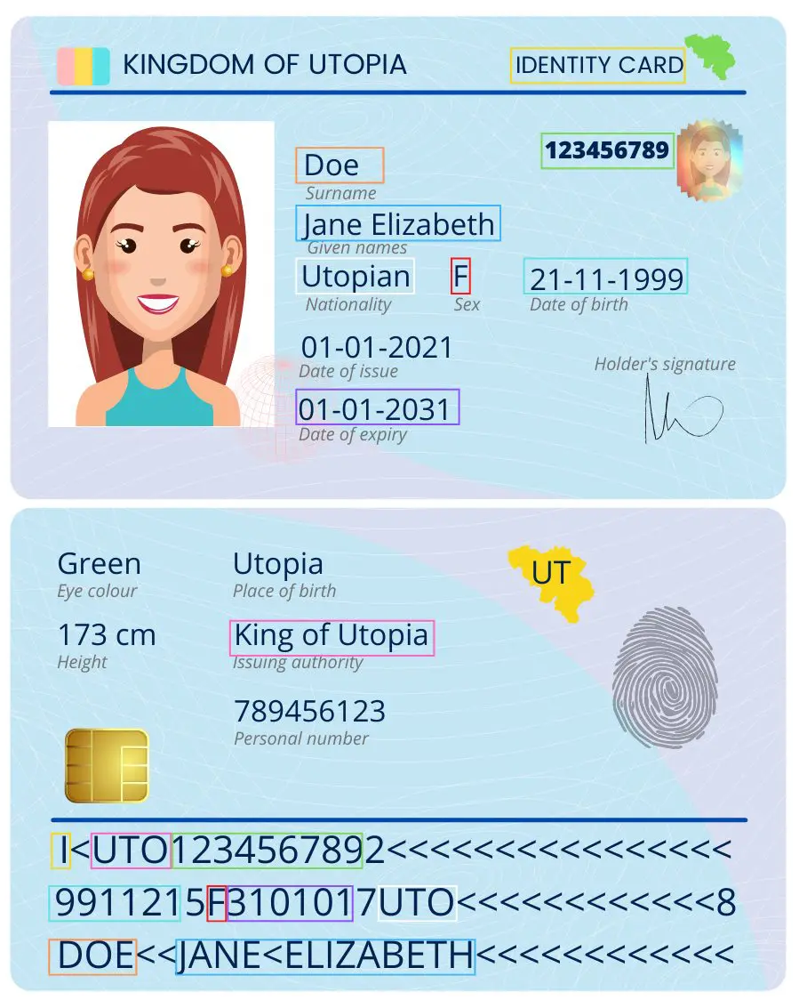 KINGDOM OF UTOPIA
IDENTITY CARD
123456789
Doe
Surname
Jane Elizabeth
Given names
Utopian F 21-11-1999
Nationality Sex Date of birth
01-01-2021
Date of issue
Holder's signature
01-01-2031
Date of expiry
Green Utopia
Eye colour Place of birth
UT
173 cm King of Utopia
Height Issuing authority
789456123
Personal number
I<UTO1234567892<<<<<<<<<<<<<<<<
9911215F3101017UTO<<<<<<<<<<<<8
DOE<<JANE<ELIZABETH<<<<<<<<<<<<